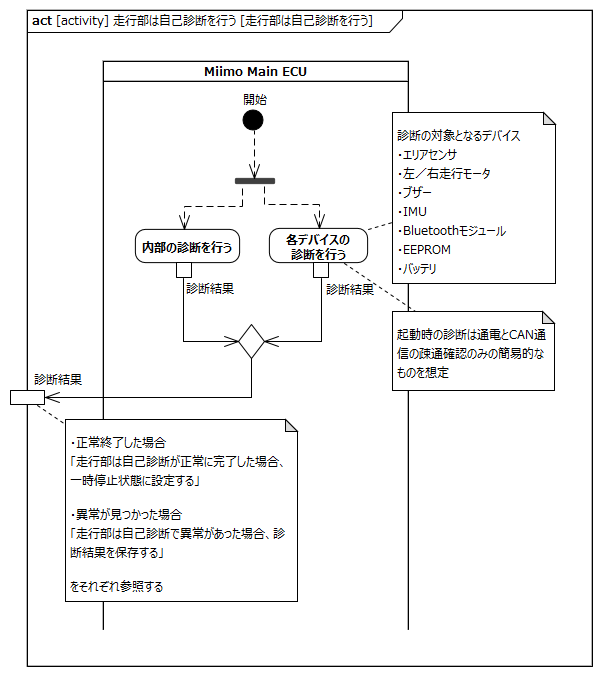 act [activity] 走行部は自己診断を行う [走行部は自己診断を行う]
Miimo Main ECU
開始
診断の対象となるデバイス
・エリアセンサ
・左／右走行モータ
・ブザー
・IMU
・Bluetoothモジュール
・EEPROM
・バッテリ
内部の診断を行う
各デバイスの
診断を行う
診断結果
診断結果
起動時の診断は通電とCAN通
信の疎通確認のみの簡易的な
ものを想定
診断結果
・正常終了した場合
「走行部は自己診断が正常に完了した場合、
一時停止状態に設定する」
・異常が見つかった場合
「走行部は自己診断で異常があった場合、診
断結果を保存する」
をそれぞれ参照する